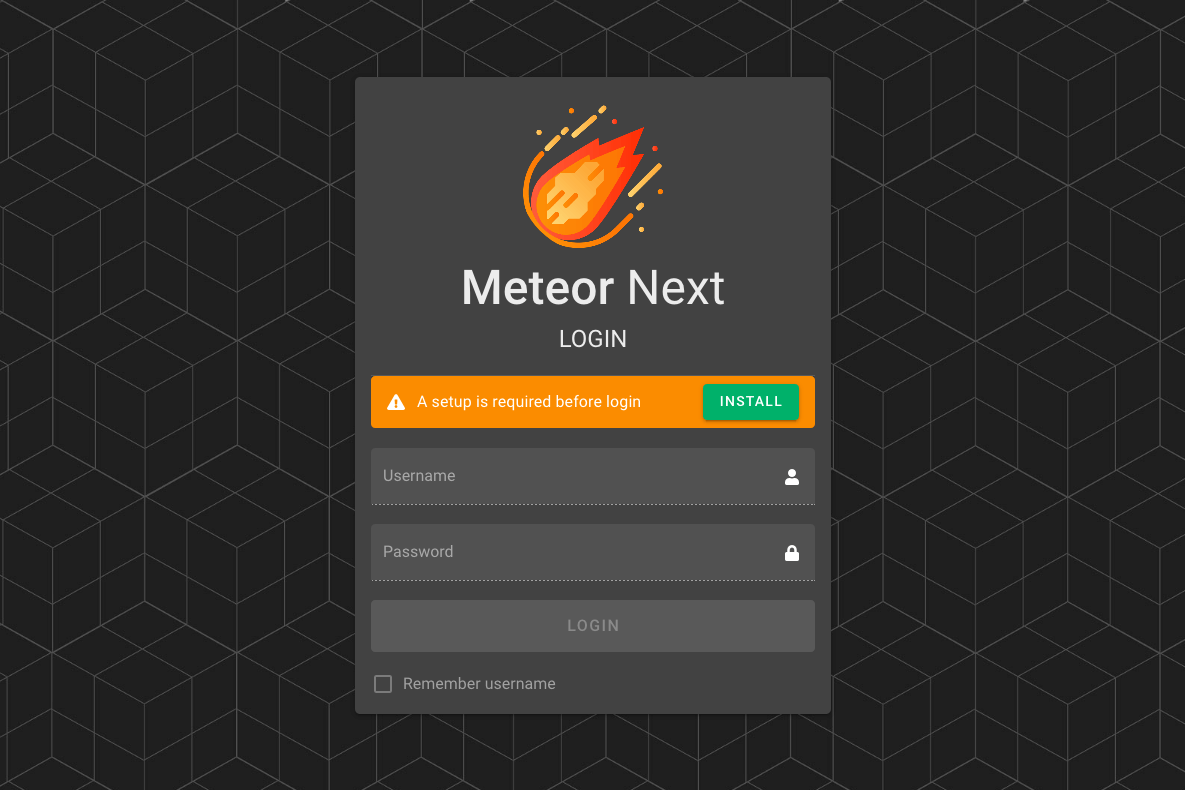 Meteor Next
LOGIN
A setup is required before login INSTALL
Username
Password
LOGIN
Remember username